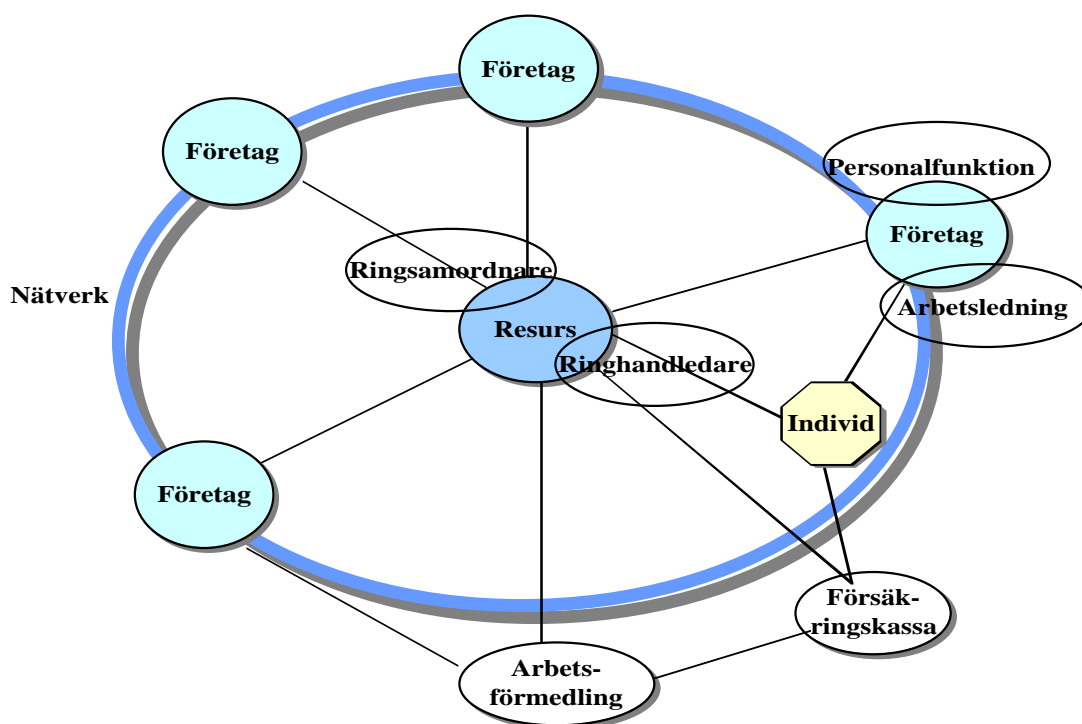 Företag
Företag
Personalfunktion
Företag
Ringsamordnare
Nätverk
Arbetsledning
Resurs
Ringhandledare
Individ
Företag
Försäk-
ringskassa
Arbets-
förmedling